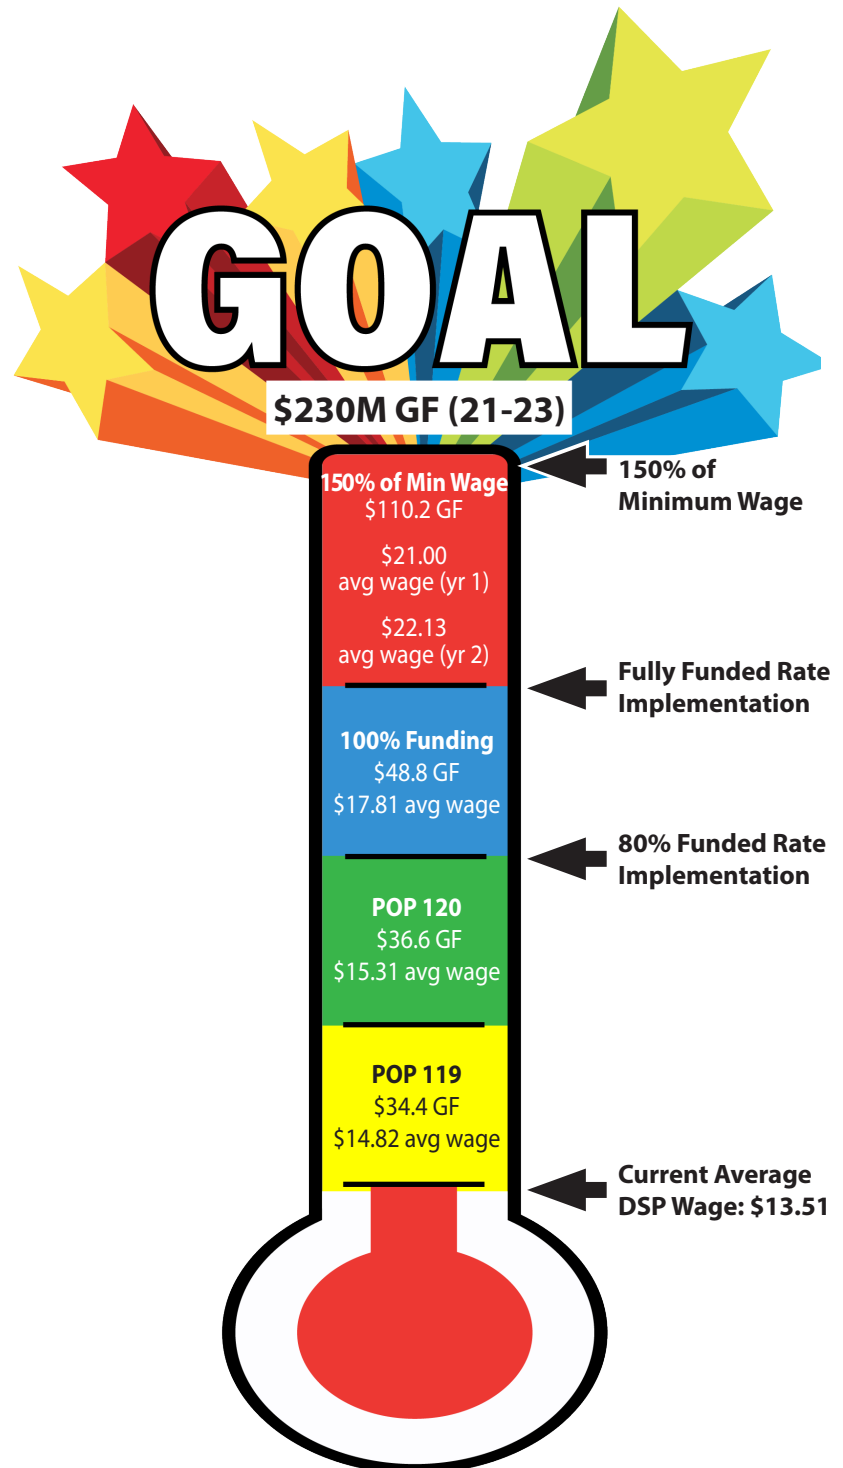 GOAL
$230M GF (21-23)
150% of Min Wage
$110.2 GF
$21.00
avg wage (yr 1)
$22.13
avg wage (yr 2)
150% of
Minimum Wage
Fully Funded Rate
Implementation
100% Funding
$48.8 GF
$17.81 avg wage
80% Funded Rate
Implementation
POP 120
$36.6 GF
$15.31 avg wage
POP 119
$34.4 GF
$14.82 avg wage
Current Average
DSP Wage: $13.51